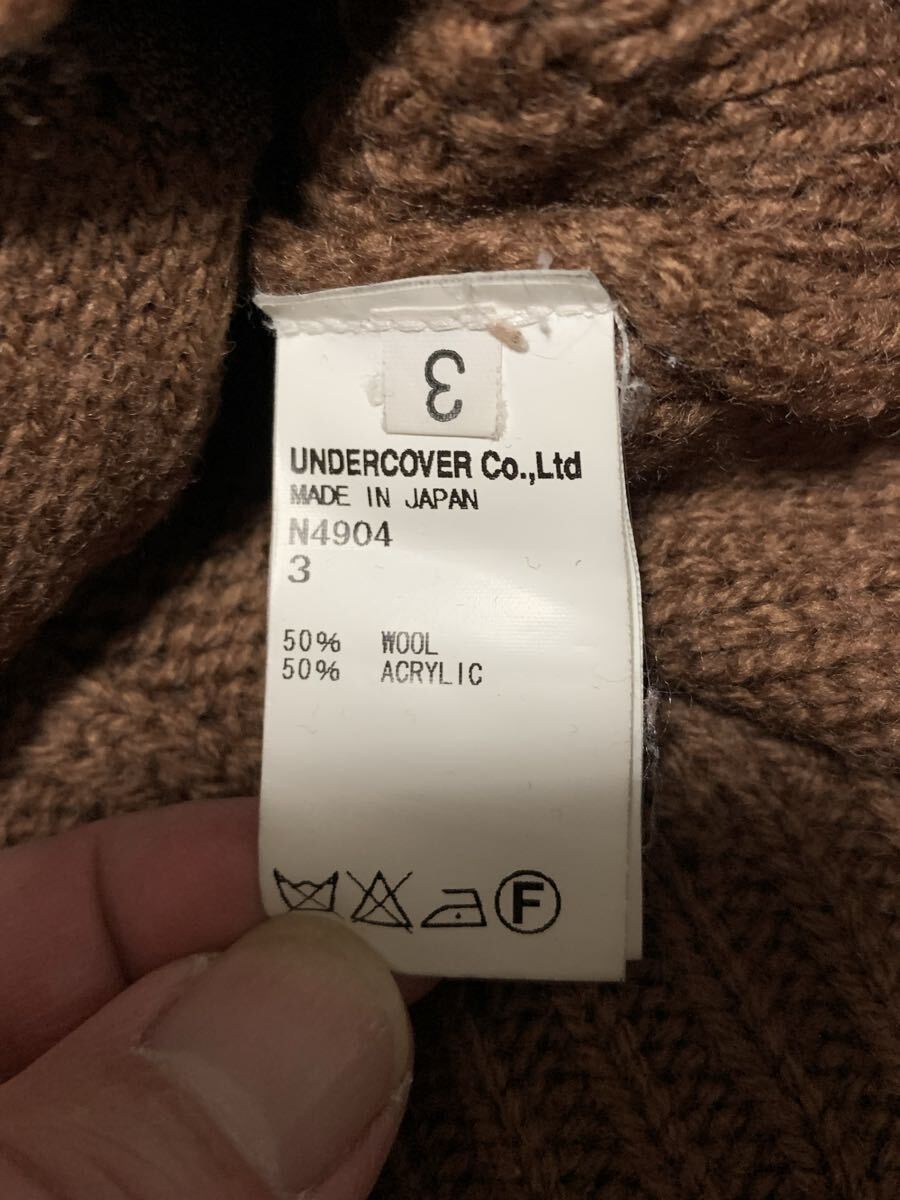 3
UNDERCOVER Co.,Ltd
MADE IN JAPAN
N4904
3
50% WOOL
50% ACRYLIC
F